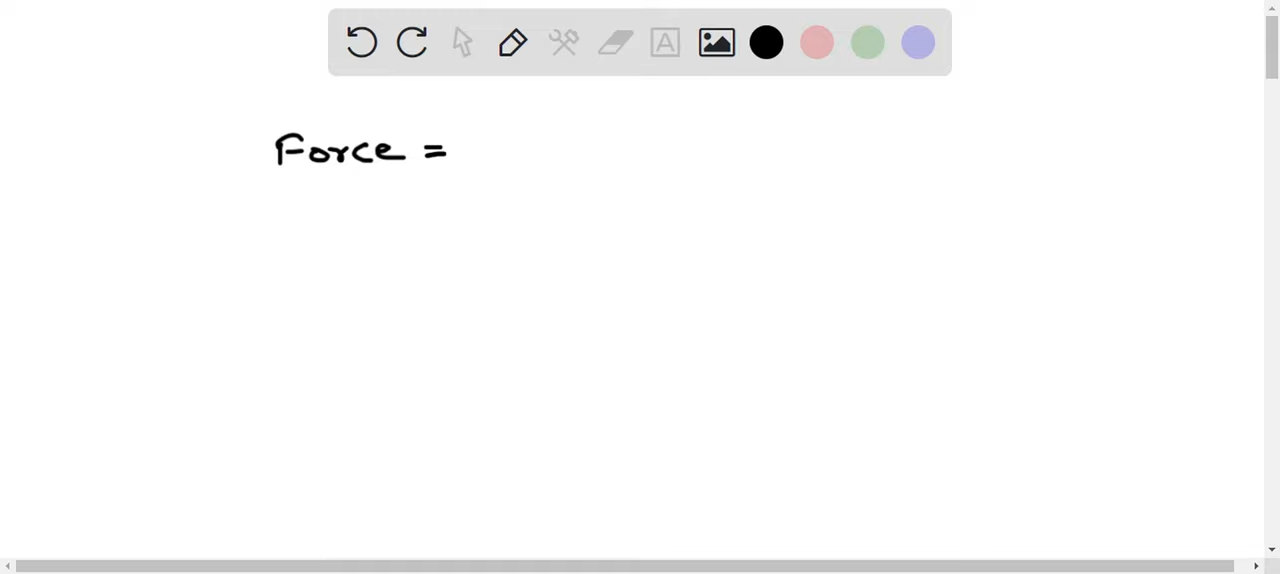 Force =